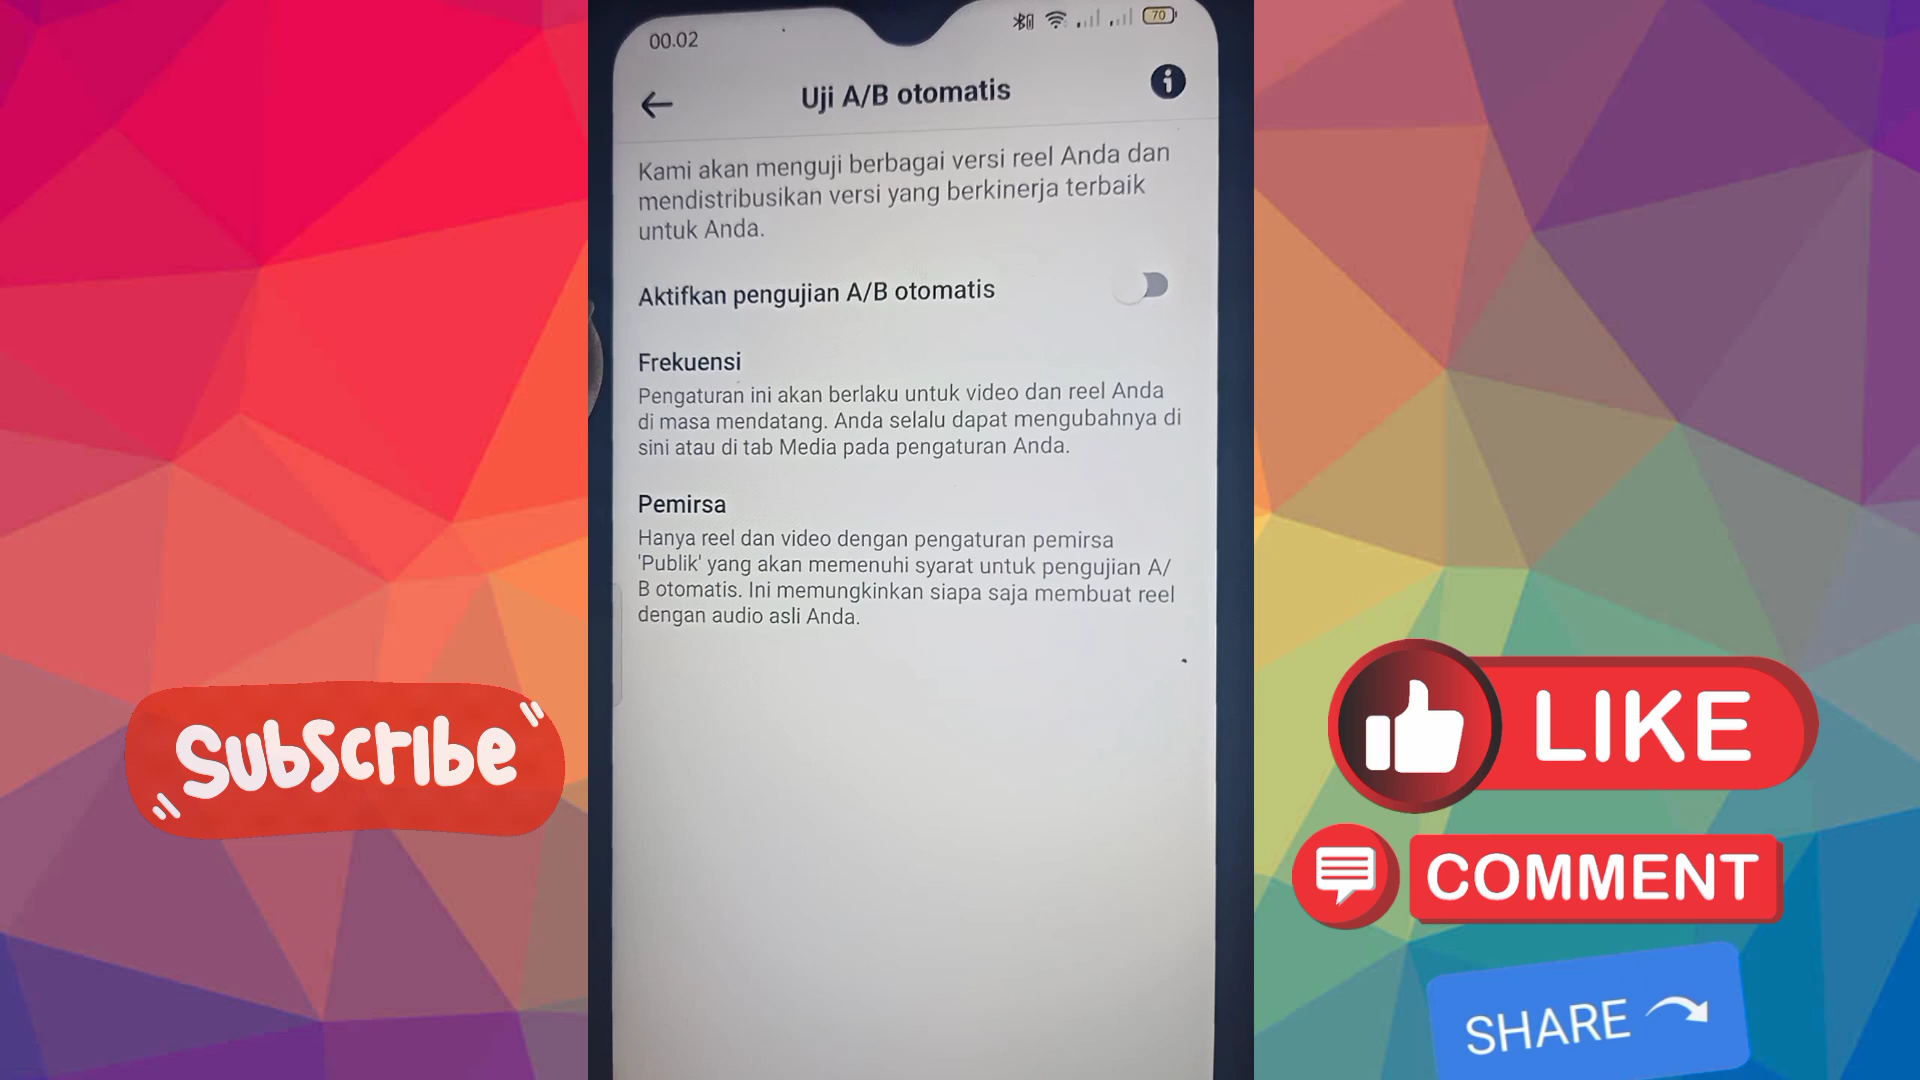 00.02
70
Uji A/B otomatis
Kami akan menguji berbagai versi reel Anda dan
mendistribusikan versi yang berkinerja terbaik
untuk Anda.
Aktifkan pengujian A/B otomatis
Frekuensi
Pengaturan ini akan berlaku untuk video dan reel Anda
di masa mendatang. Anda selalu dapat mengubahnya di
sini atau di tab Media pada pengaturan Anda.
Pemirsa
Hanya reel dan video dengan pengaturan pemirsa
'Publik' yang akan memenuhi syarat untuk pengujian A/
B otomatis. Ini memungkinkan siapa saja membuat reel
dengan audio asli Anda.
Subscribe
LIKE
COMMENT
SHARE